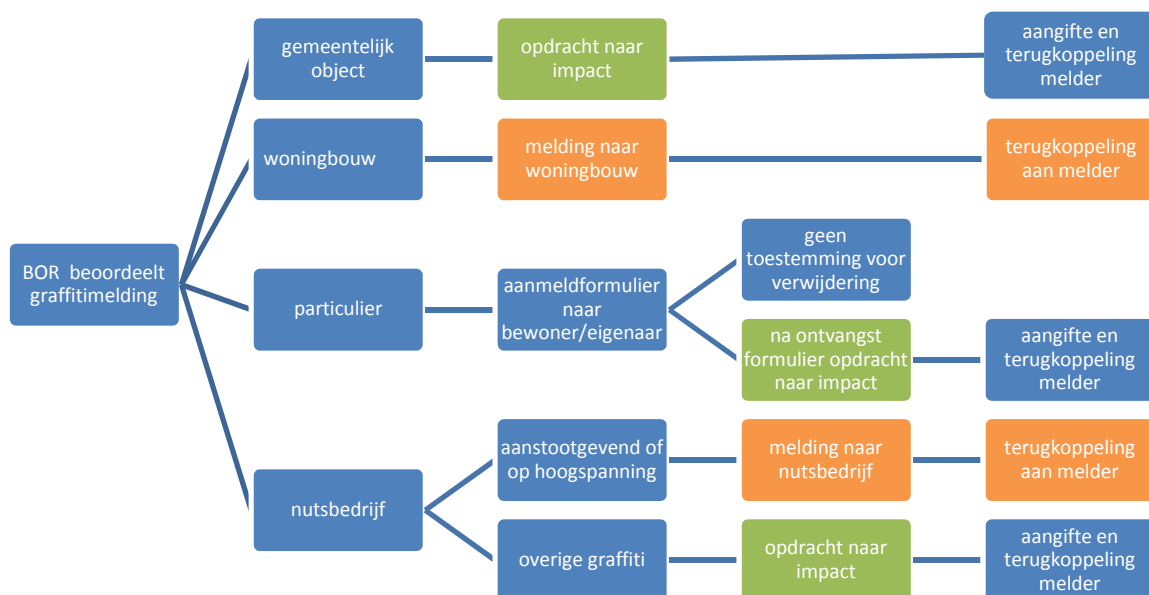 gemeentelijk
object
opdracht naar
impact
aangifte en
terugkoppeling
melder
woningbouw
melding naar
woningbouw
terugkoppeling
aan melder
BOR beoordeelt
graffitimelding
particulier
aanmeldformulier
naar
bewoner/eigenaar
geen
toestemming voor
verwijdering
na ontvangst
formulier opdracht
naar impact
aangifte en
terugkoppeling
melder
nutsbedrijf
aanstootgevend of
op hoogspanning
melding naar
nutsbedrijf
terugkoppeling
aan melder
overige graffiti
opdracht naar
impact
aangifte en
terugkoppeling
melder